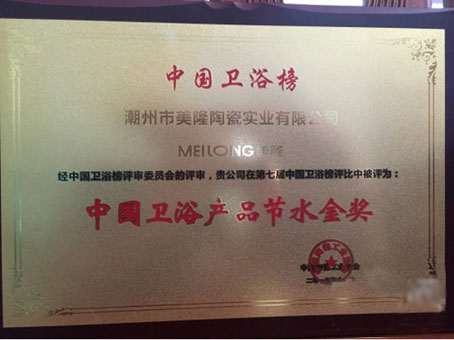 中国卫浴榜
潮州市美隆陶瓷实业有限公司
MEILONG 美隆
经中国卫浴榜评审委员会的评审，贵公司在第七届中国卫浴榜评比中被评为：
中国卫浴产品节水金奖